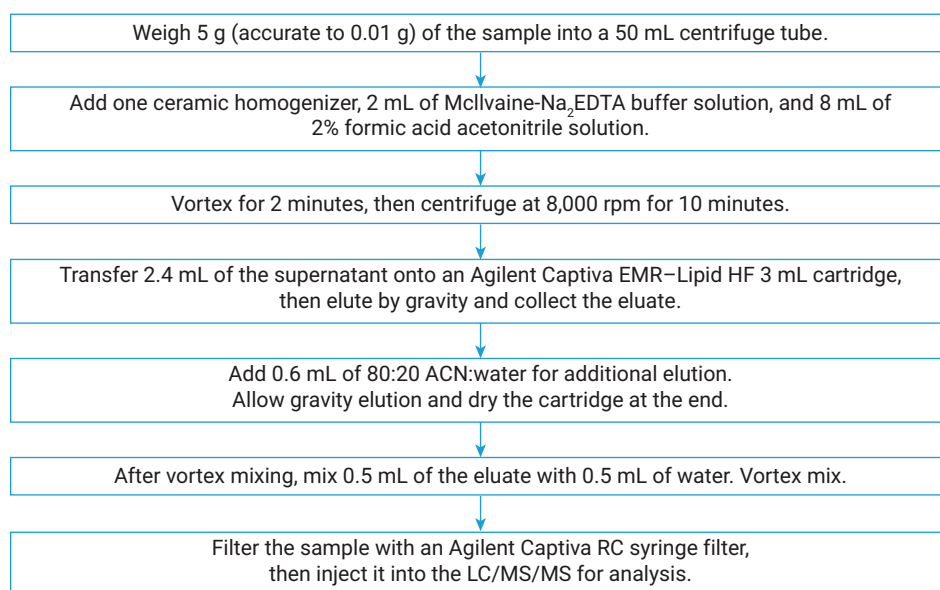 Weigh 5 g (accurate to 0.01 g) of the sample into a 50 mL centrifuge tube.
Add one ceramic homogenizer, 2 mL of McIlvaine-Na₂EDTA buffer solution, and 8 mL of
2% formic acid acetonitrile solution.
Vortex for 2 minutes, then centrifuge at 8,000 rpm for 10 minutes.
Transfer 2.4 mL of the supernatant onto an Agilent Captiva EMR–Lipid HF 3 mL cartridge,
then elute by gravity and collect the eluate.
Add 0.6 mL of 80:20 ACN:water for additional elution.
Allow gravity elution and dry the cartridge at the end.
After vortex mixing, mix 0.5 mL of the eluate with 0.5 mL of water. Vortex mix.
Filter the sample with an Agilent Captiva RC syringe filter,
then inject it into the LC/MS/MS for analysis.